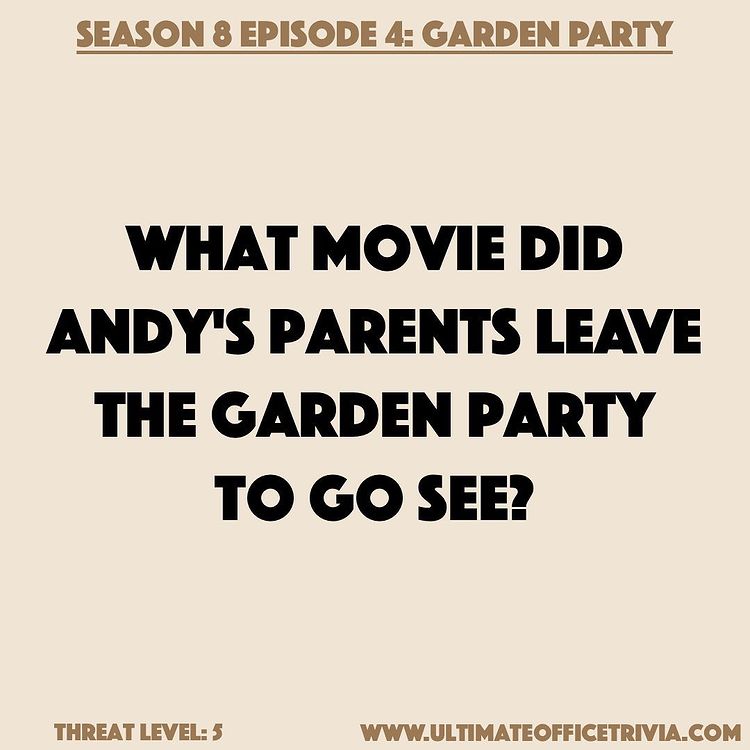 SEASON 8 EPISODE 4: GARDEN PARTY
WHAT MOVIE DID
ANDY'S PARENTS LEAVE
THE GARDEN PARTY
TO GO SEE?
THREAT LEVEL: 5
WWW.ULTIMATEOFFICETRIVIA.COM